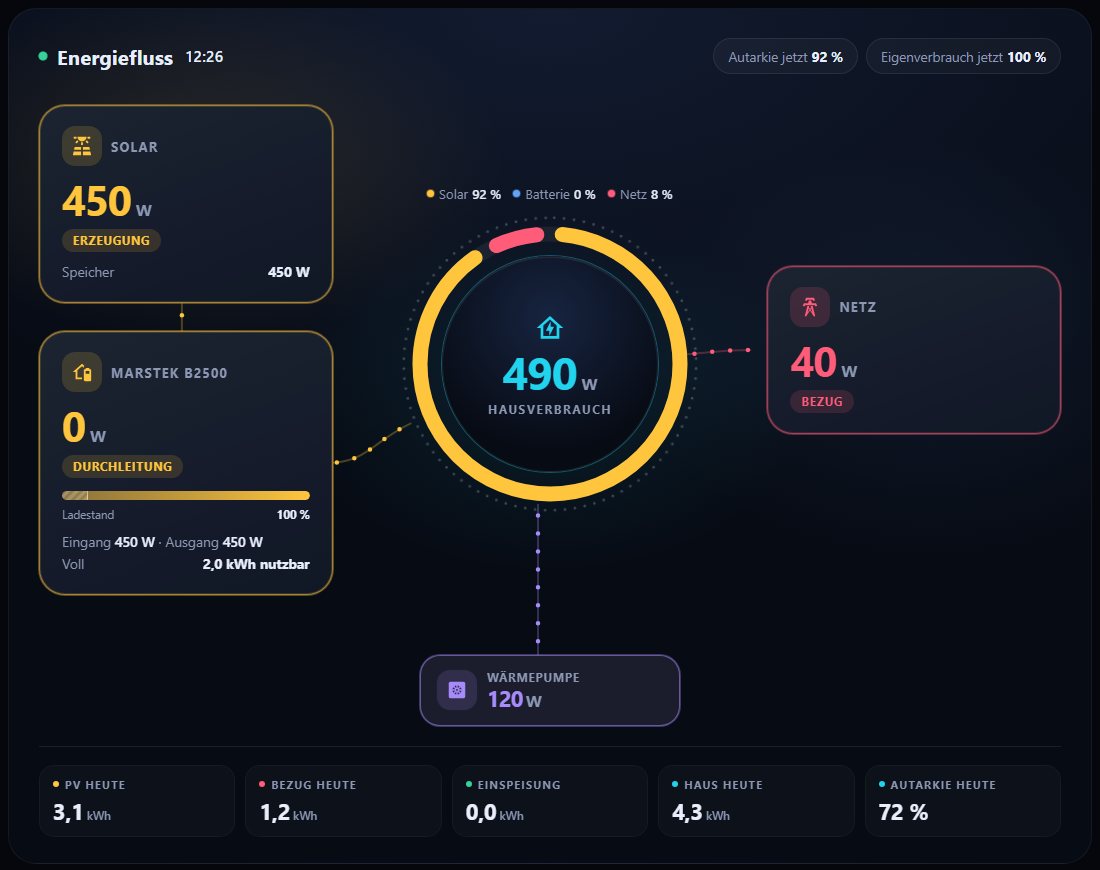 Energiefluss 12:26
Autarkie jetzt 92 %
Eigenverbrauch jetzt 100 %
SOLAR
450 W
ERZEUGUNG
Speicher 450 W
MARSTEK B2500
0 W
DURCHLEITUNG
Ladestand 100 %
Eingang 450 W · Ausgang 450 W
Voll 2,0 kWh nutzbar
Solar 92 % Batterie 0 % Netz 8 %
490 W
HAUSVERBRAUCH
NETZ
40 W
BEZUG
WÄRMEPUMPE
120 W
PV HEUTE
3,1 kWh
BEZUG HEUTE
1,2 kWh
EINSPEISUNG
0,0 kWh
HAUS HEUTE
4,3 kWh
AUTARKIE HEUTE
72 %